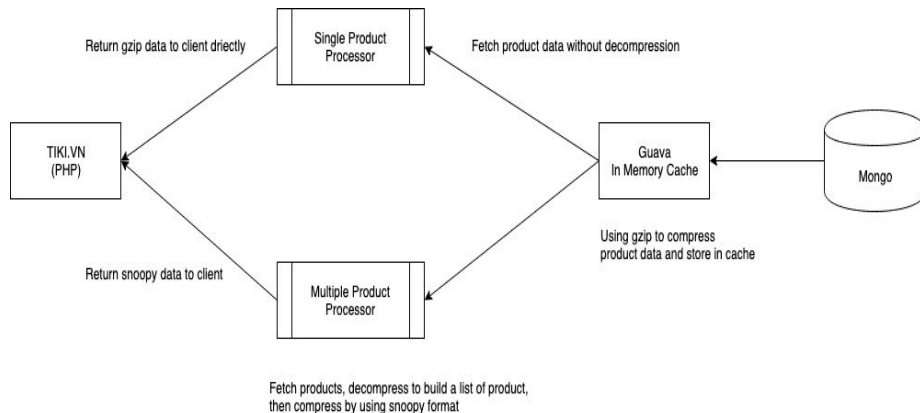 Return gzip data to client driectly
Single Product
Processor
Fetch product data without decompression
TIKI.VN
(PHP)
Guava
In Memory Cache
Mongo
Using gzip to compress
product data and store in cache
Return snoopy data to client
Multiple Product
Processor
Fetch products, decompress to build a list of product,
then compress by using snoopy format